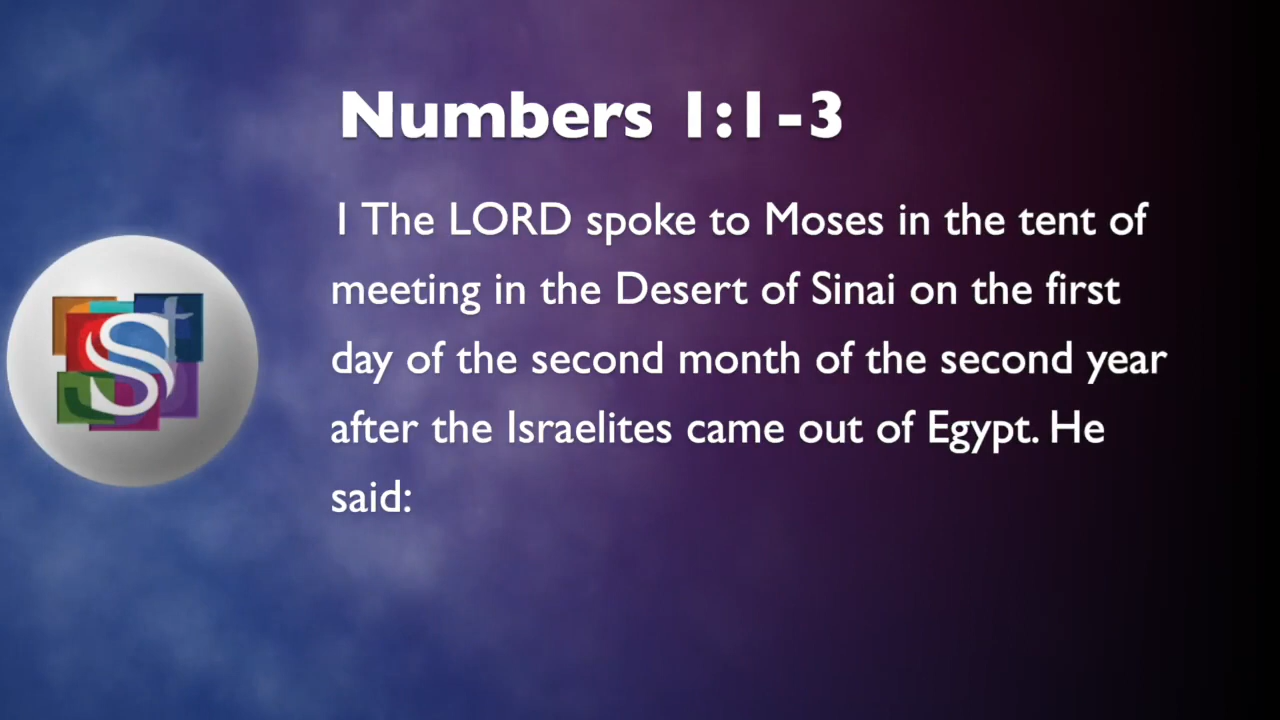 Numbers 1:1-3
1 The LORD spoke to Moses in the tent of
meeting in the Desert of Sinai on the first
day of the second month of the second year
after the Israelites came out of Egypt. He
said: